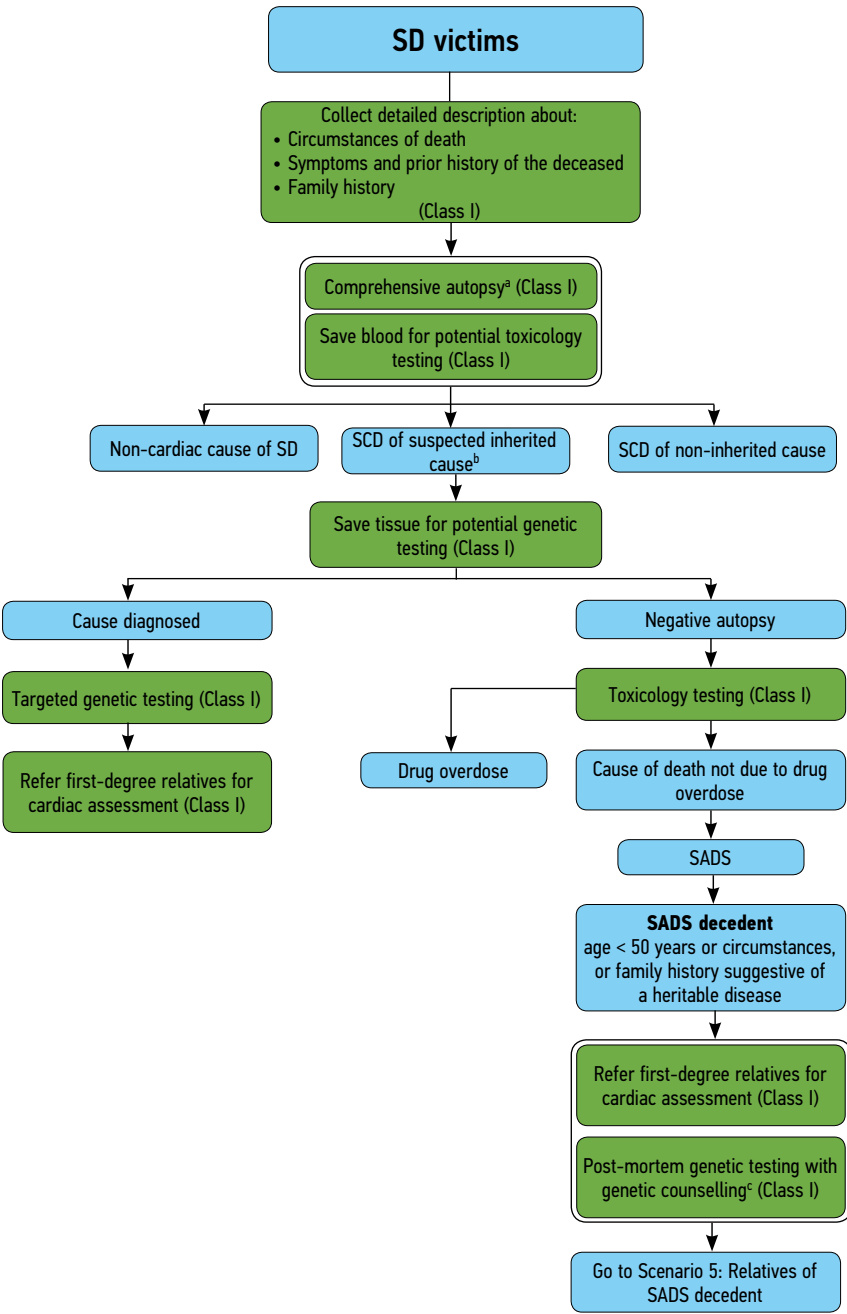 SD victims
Collect detailed description about:
• Circumstances of death
• Symptoms and prior history of the deceased
• Family history
(Class I)
Comprehensive autopsyᵃ (Class I)
Save blood for potential toxicology
testing (Class I)
Non-cardiac cause of SD
SCD of suspected inherited
causeᵇ
SCD of non-inherited cause
Save tissue for potential genetic
testing (Class I)
Cause diagnosed
Negative autopsy
Targeted genetic testing (Class I)
Toxicology testing (Class I)
Refer first-degree relatives for
cardiac assessment (Class I)
Drug overdose
Cause of death not due to drug
overdose
SADS
SADS decedent
age < 50 years or circumstances,
or family history suggestive of
a heritable disease
Refer first-degree relatives for
cardiac assessment (Class I)
Post-mortem genetic testing with
genetic counsellingᶜ (Class I)
Go to Scenario 5: Relatives of
SADS decedent